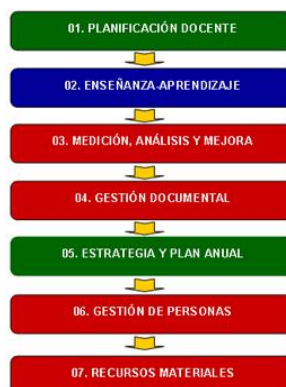 01. PLANIFICACIÓN DOCENTE
02. ENSEÑANZA-APRENDIZAJE
03. MEDICIÓN, ANÁLISIS Y MEJORA
04. GESTIÓN DOCUMENTAL
05. ESTRATEGIA Y PLAN ANUAL
06. GESTIÓN DE PERSONAS
07. RECURSOS MATERIALES